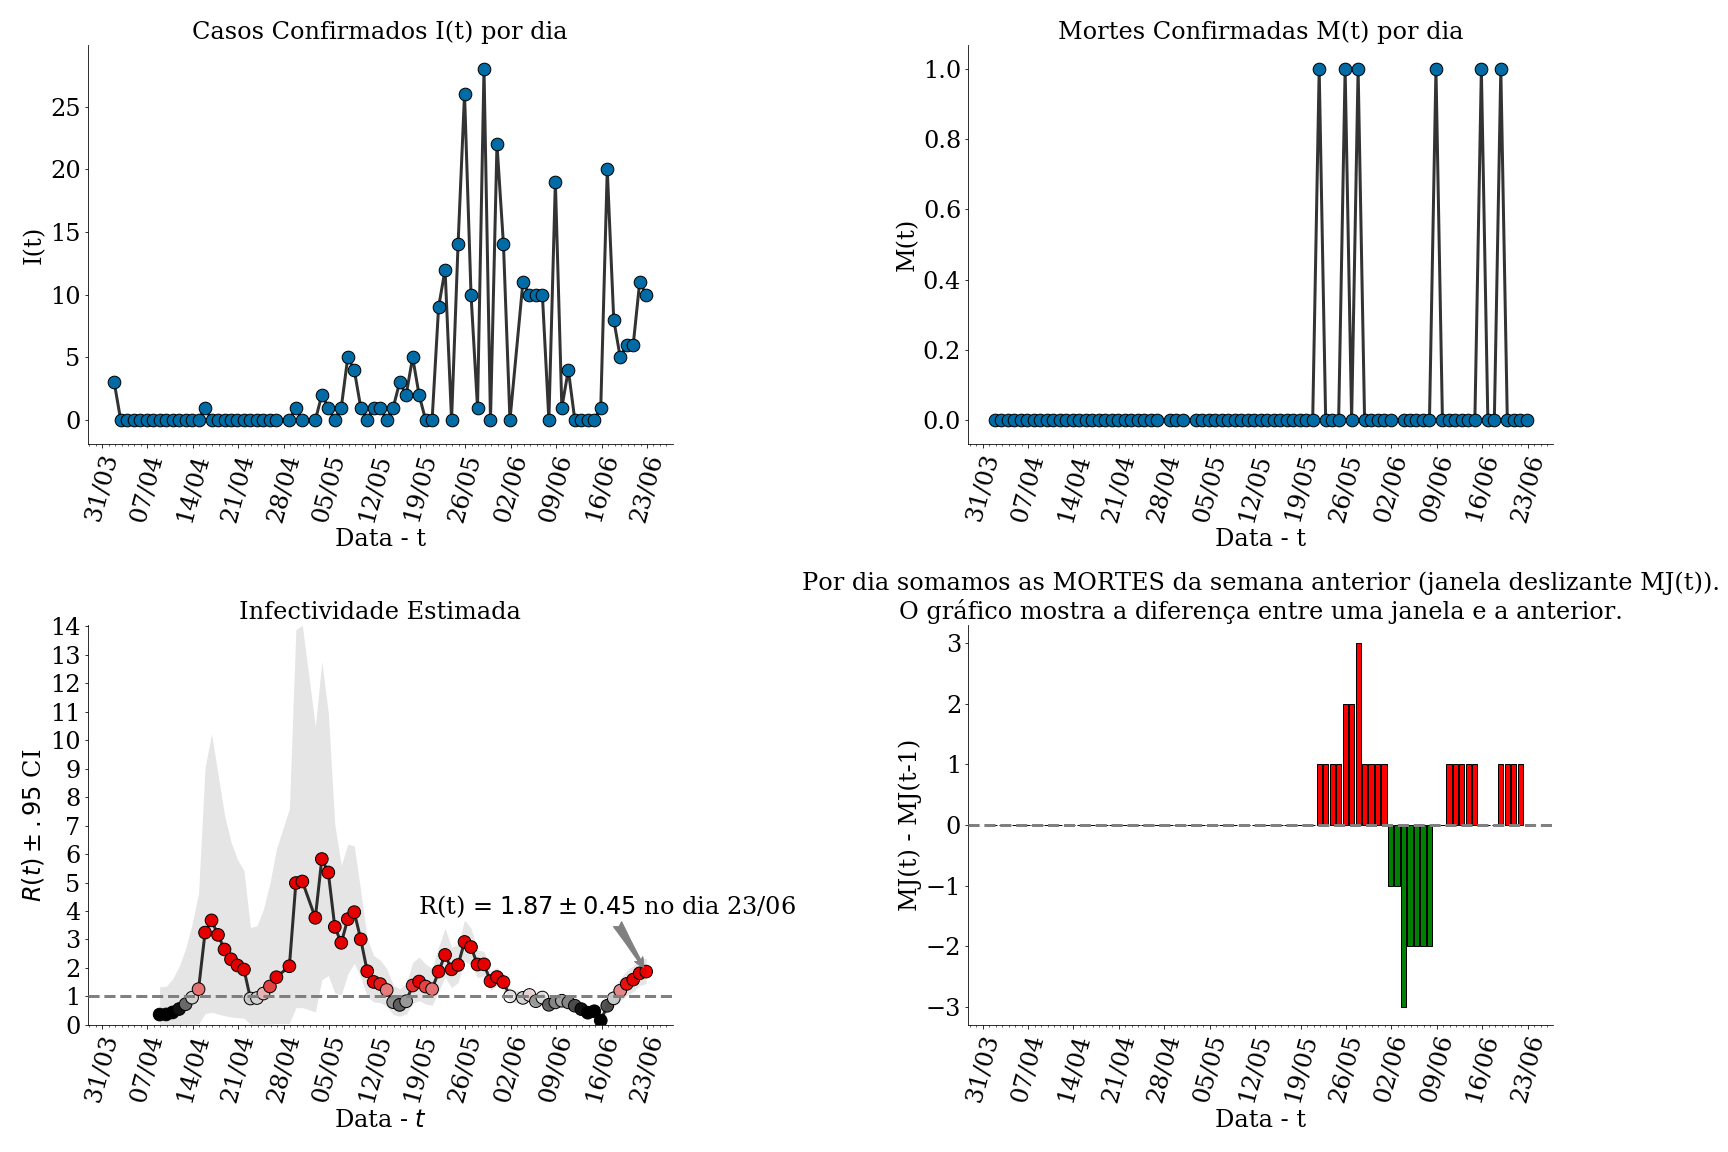 Casos Confirmados I(t) por dia
I(t)
25
20
15
10
5
0
31/03 07/04 14/04 21/04 28/04 05/05 12/05 19/05 26/05 02/06 09/06 16/06 23/06
Data - t
Mortes Confirmadas M(t) por dia
M(t)
1.0
0.8
0.6
0.4
0.2
0.0
31/03 07/04 14/04 21/04 28/04 05/05 12/05 19/05 26/05 02/06 09/06 16/06 23/06
Data - t
Infectividade Estimada
R(t) ± .95 CI
14
13
12
11
10
9
8
7
6
5
4
3
2
1
0
R(t) = 1.87 ± 0.45 no dia 23/06
31/03 07/04 14/04 21/04 28/04 05/05 12/05 19/05 26/05 02/06 09/06 16/06 23/06
Data - t
Por dia somamos as MORTES da semana anterior (janela deslizante MJ(t)).
O gráfico mostra a diferença entre uma janela e a anterior.
MJ(t) - MJ(t-1)
3
2
1
0
−1
−2
−3
31/03 07/04 14/04 21/04 28/04 05/05 12/05 19/05 26/05 02/06 09/06 16/06 23/06
Data - t